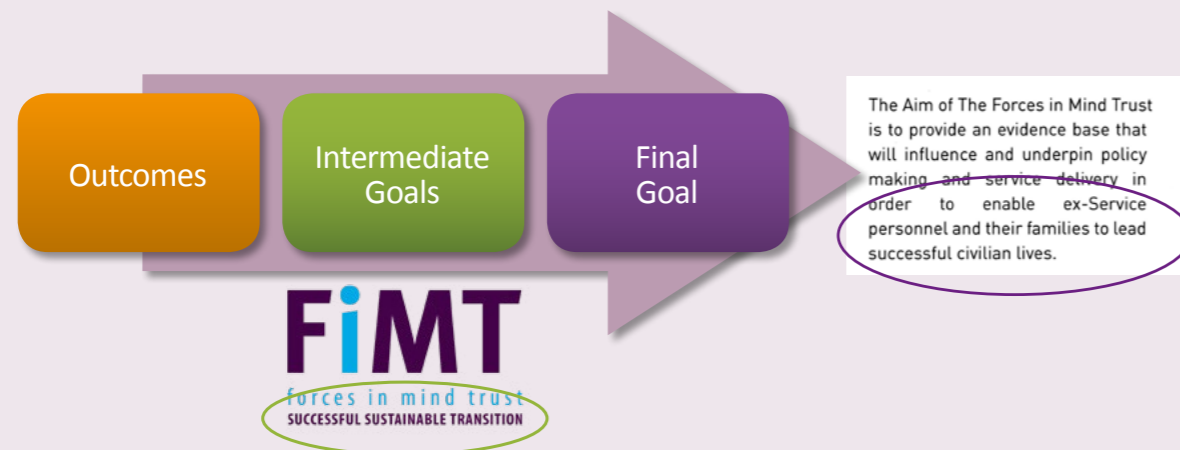 Outcomes
Intermediate
Goals
Final
Goal
The Aim of The Forces in Mind Trust
is to provide an evidence base that
will influence and underpin policy
making and service delivery in
order to enable ex-Service
personnel and their families to lead
successful civilian lives.
FiMT
forces in mind trust
SUCCESSFUL SUSTAINABLE TRANSITION